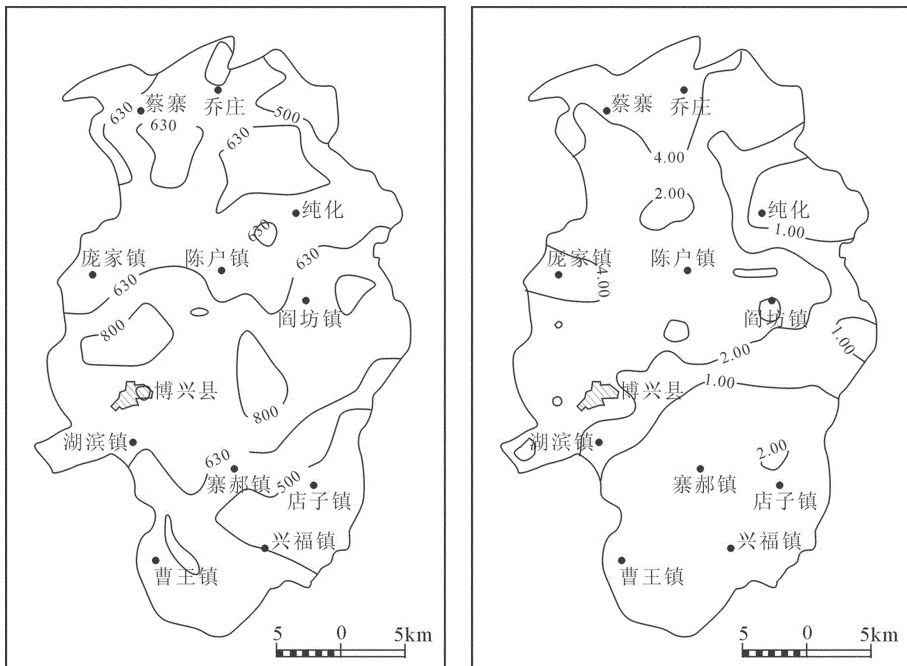 蔡寨
乔庄
630
630
630
500
纯化
630
庞家镇
陈户镇
630
630
阎坊镇
800
博兴县
800
湖滨镇
630
寨郝镇
500
店子镇
兴福镇
曹王镇
5 0 5km
蔡寨
乔庄
4.00
2.00
纯化
1.00
庞家镇
4.00
陈户镇
阎坊镇
1.00
2.00
博兴县
1.00
湖滨镇
2.00
寨郝镇
店子镇
兴福镇
曹王镇
5 0 5km